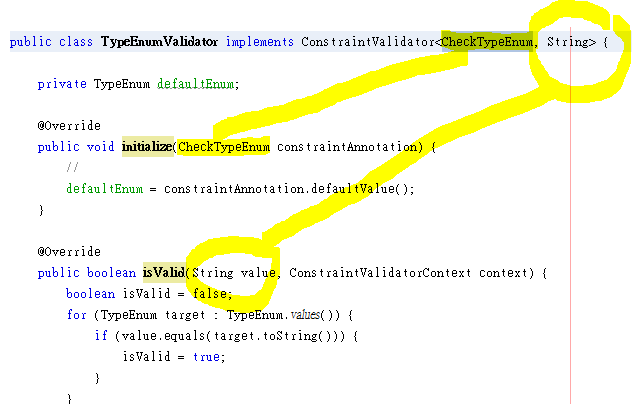 public class TypeEnumValidator implements ConstraintValidator<CheckTypeEnum, String> {
private TypeEnum defaultEnum;
@Override
public void initialize(CheckTypeEnum constraintAnnotation) {
//
defaultEnum = constraintAnnotation.defaultValue();
}
@Override
public boolean isValid(String value, ConstraintValidatorContext context) {
boolean isValid = false;
for (TypeEnum target : TypeEnum.values()) {
if (value.equals(target.toString())) {
isValid = true;
}
}